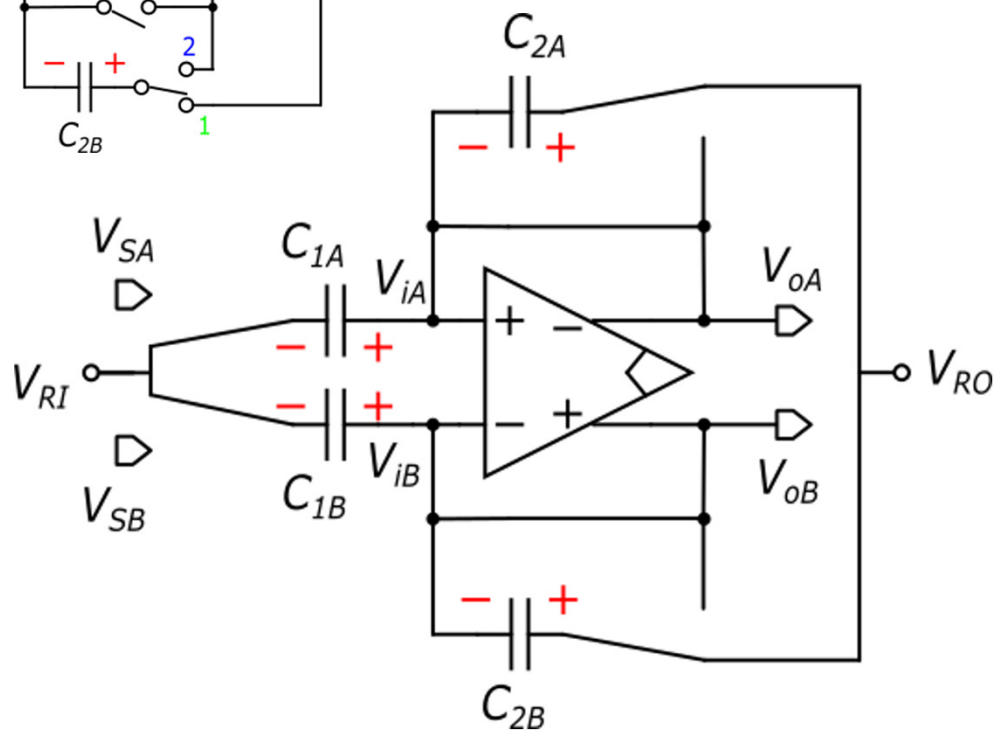 2
− +
C2B
1
C2A
− +
VSA
C1A
ViA
VoA
+ −
− +
VRI
VRO
− +
+
−
ViB
VoB
C1B
VSB
− +
C2B